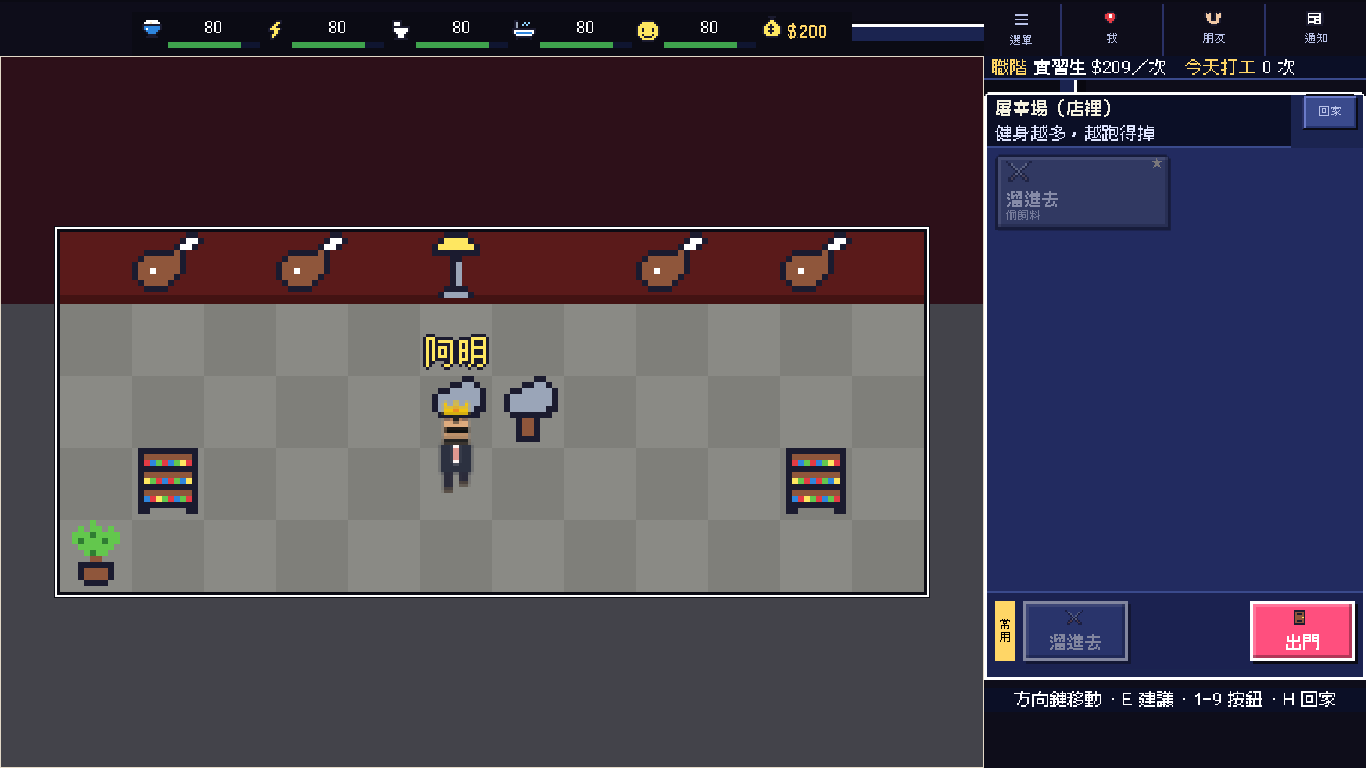 80 80 80 80 80 $200
選單 我 朋友 通知
職階 實習生 $209／次 今天打工 0 次
屠宰場（店裡）
回家
健身越多，越跑得掉
溜進去
偷飼料
阿明
常用
溜進去
出門
方向鍵移動 · E 建議 · 1-9 按鈕 · H 回家